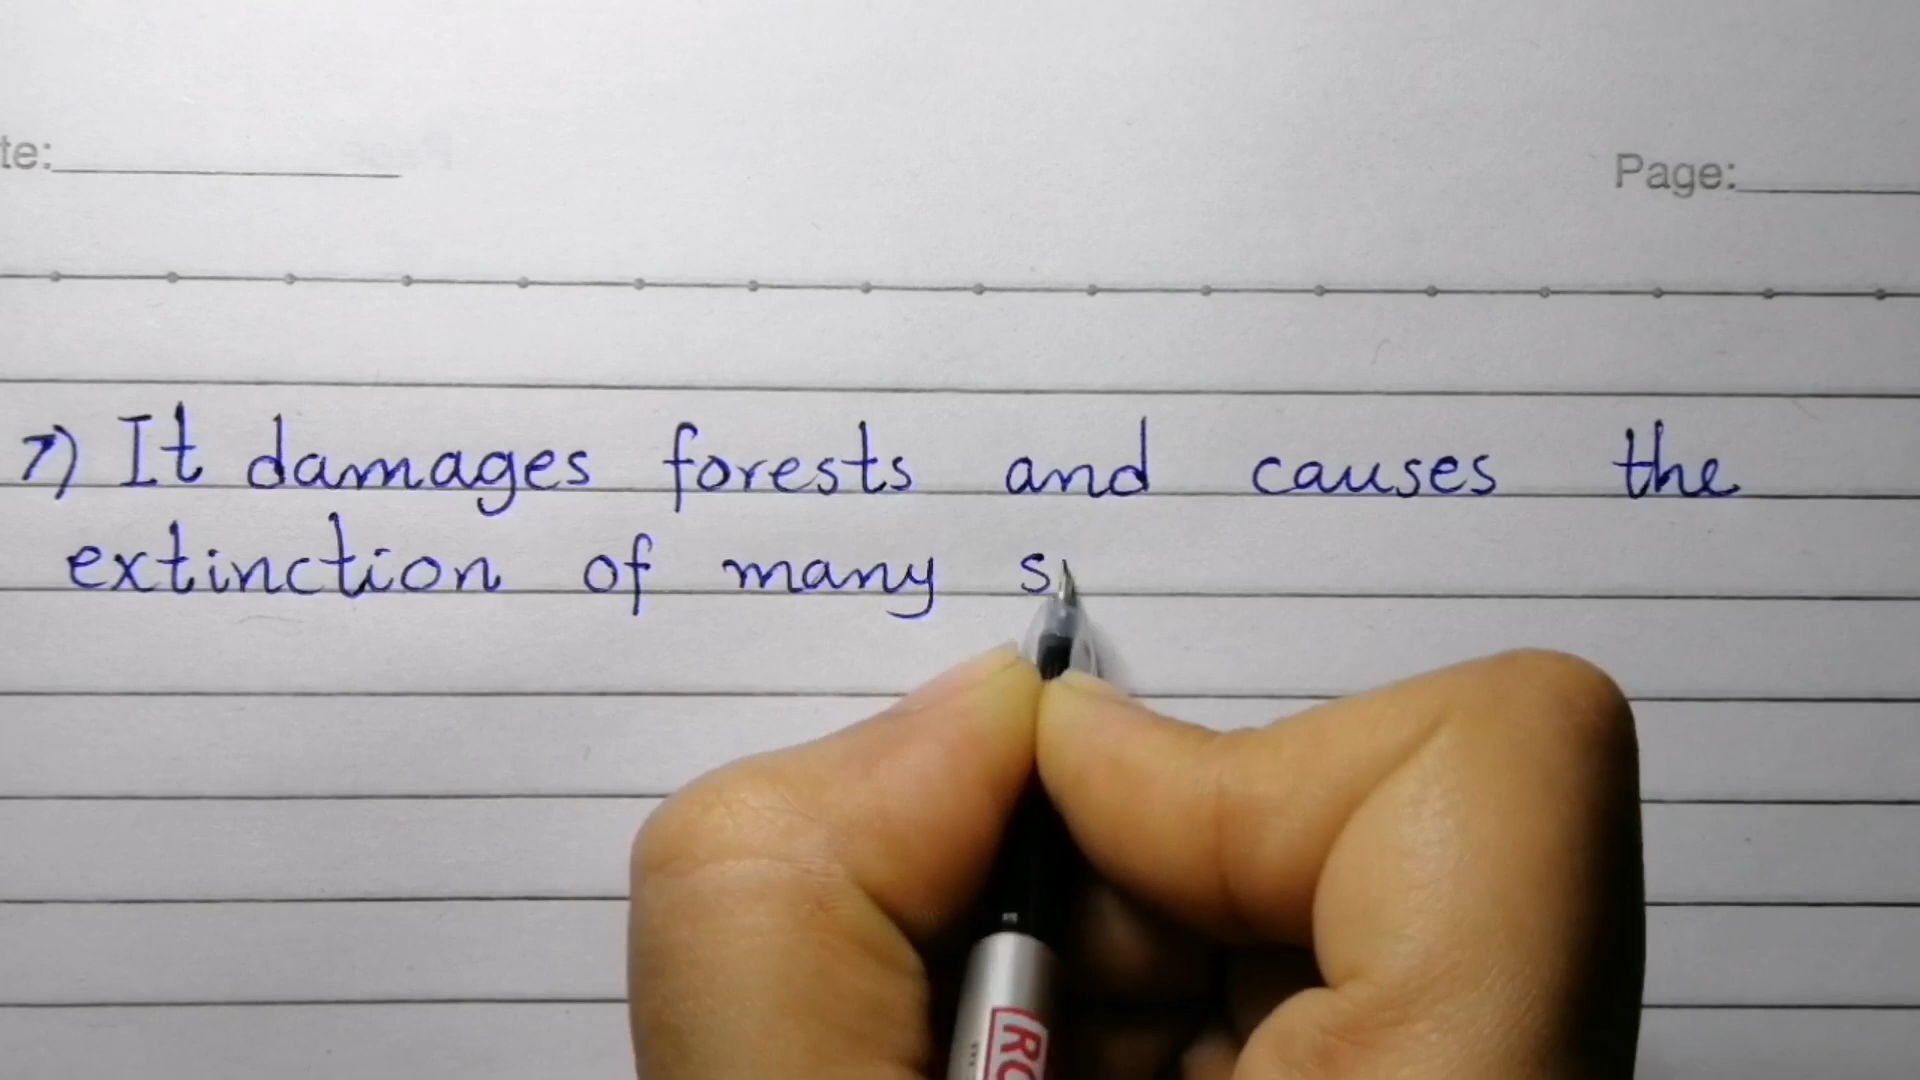 te:
Page:
7) It damages forests and causes the
extinction of many s